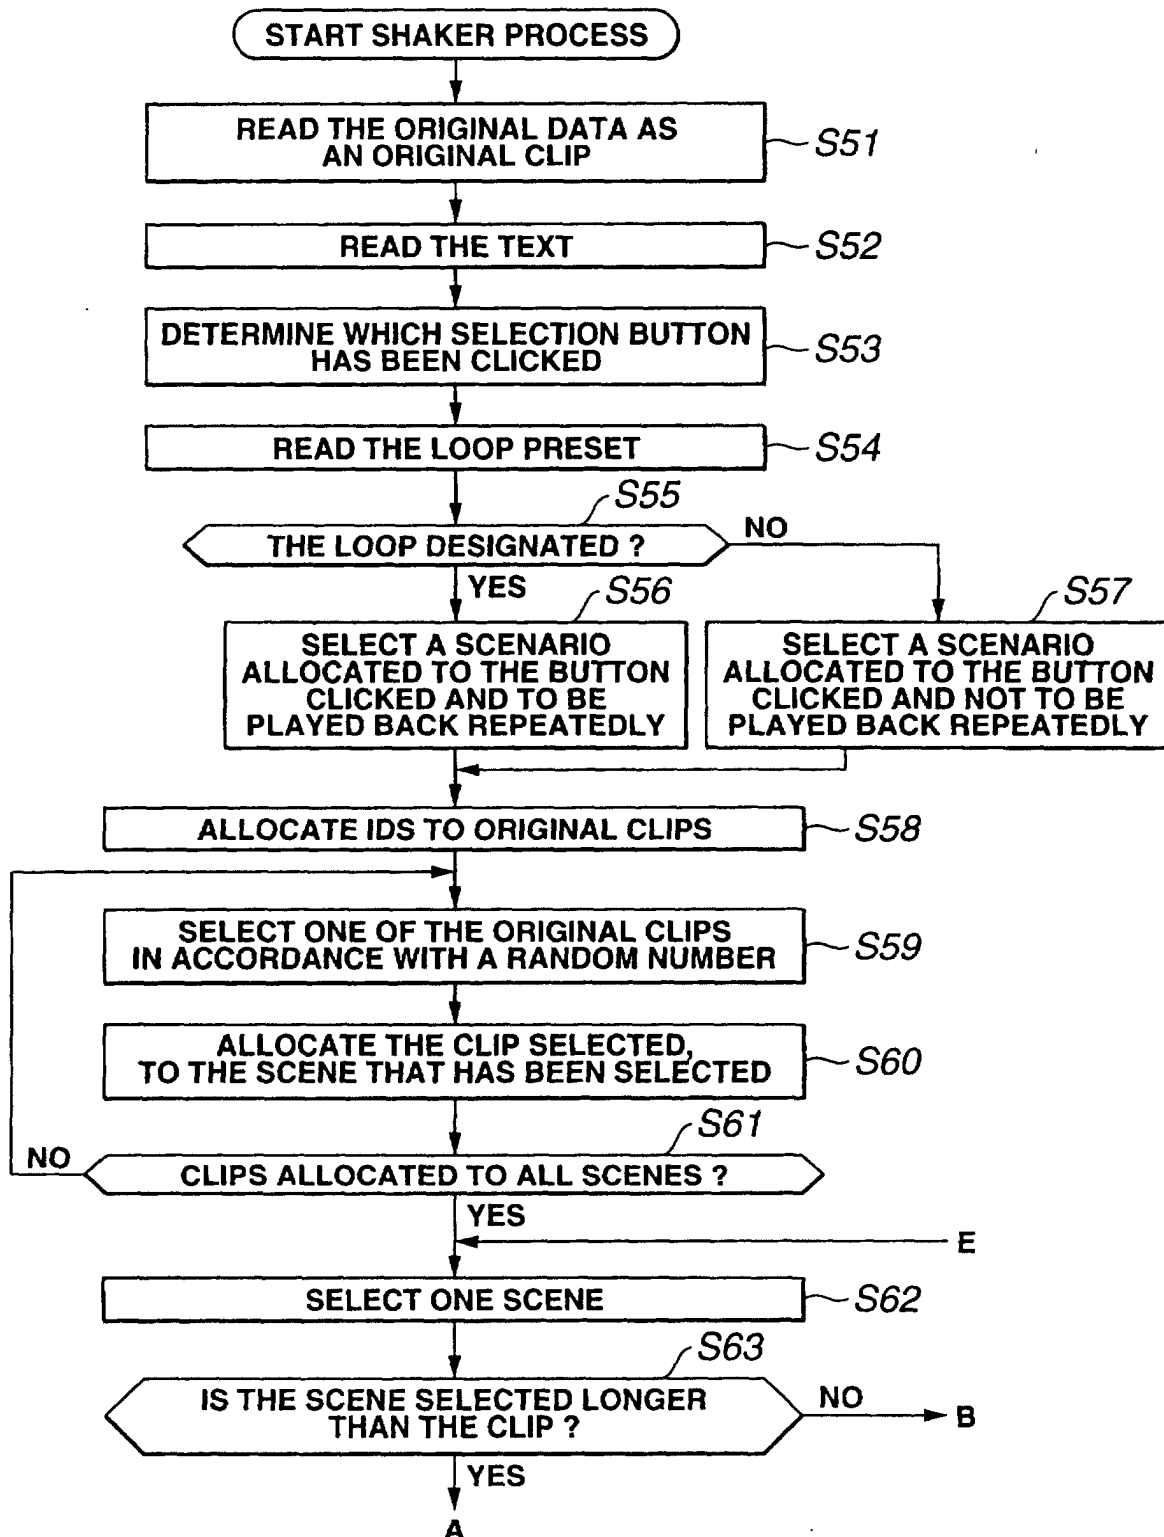 START SHAKER PROCESS
READ THE ORIGINAL DATA AS
AN ORIGINAL CLIP
S51
READ THE TEXT
S52
DETERMINE WHICH SELECTION BUTTON
HAS BEEN CLICKED
S53
READ THE LOOP PRESET
S54
S55
THE LOOP DESIGNATED ?
NO
YES
S56
SELECT A SCENARIO
ALLOCATED TO THE BUTTON
CLICKED AND TO BE
PLAYED BACK REPEATEDLY
S57
SELECT A SCENARIO
ALLOCATED TO THE BUTTON
CLICKED AND NOT TO BE
PLAYED BACK REPEATEDLY
ALLOCATE IDS TO ORIGINAL CLIPS
S58
SELECT ONE OF THE ORIGINAL CLIPS
IN ACCORDANCE WITH A RANDOM NUMBER
S59
ALLOCATE THE CLIP SELECTED,
TO THE SCENE THAT HAS BEEN SELECTED
S60
S61
NO
CLIPS ALLOCATED TO ALL SCENES ?
YES
E
SELECT ONE SCENE
S62
S63
IS THE SCENE SELECTED LONGER
THAN THE CLIP ?
NO
B
YES
A